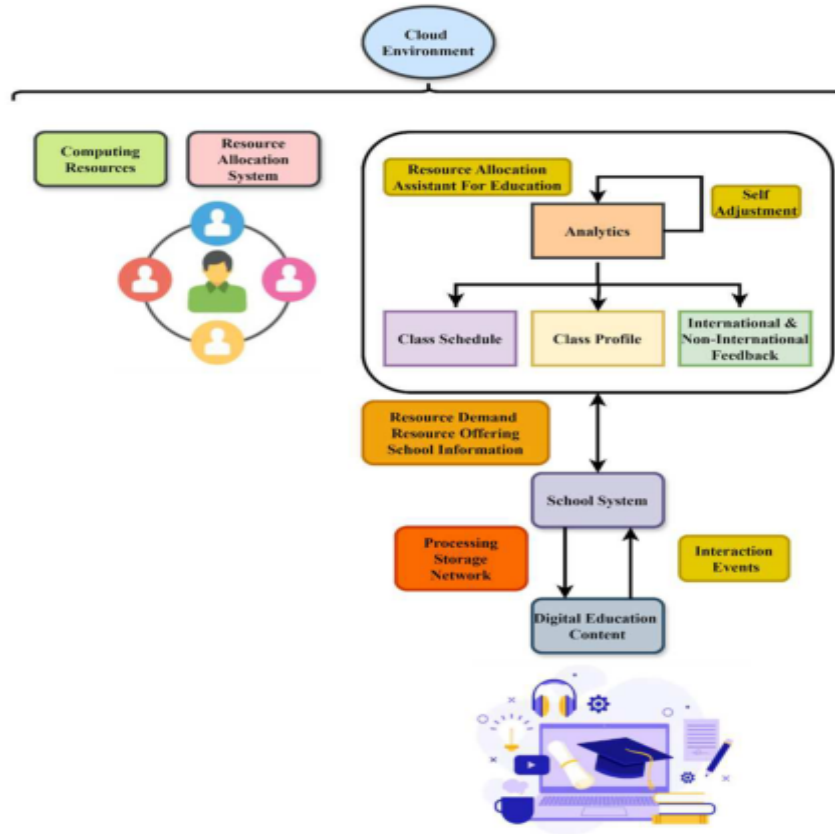 Cloud
Environment
Computing
Resources
Resource
Allocation
System
Resource Allocation
Assistant For Education
Self
Adjustment
Analytics
Class Schedule
Class Profile
International &
Non-International
Feedback
Resource Demand
Resource Offering
School Information
School System
Processing
Storage
Network
Interaction
Events
Digital Education
Content